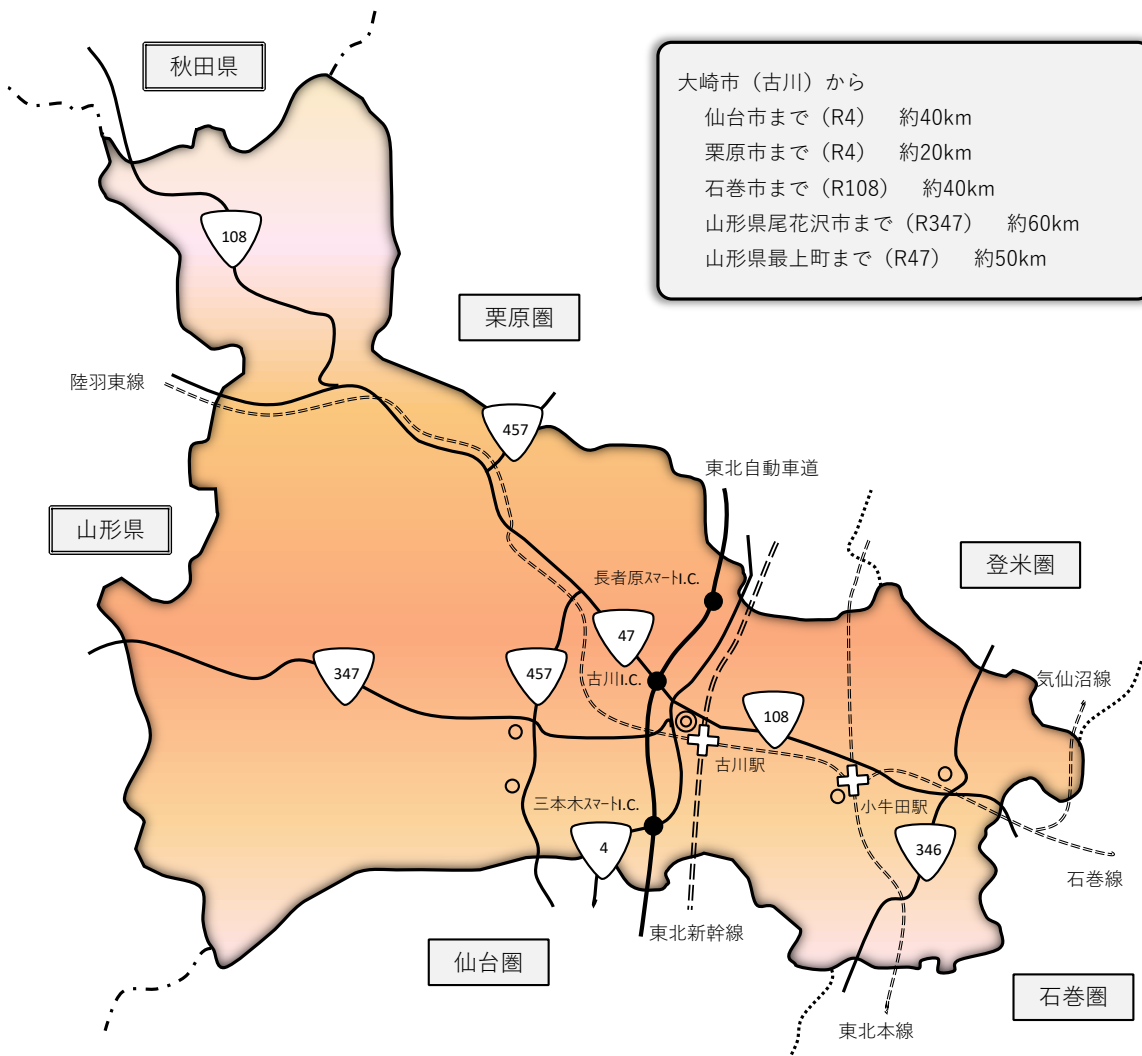 秋田県
大崎市（古川）から
仙台市まで（R4）　約40km
栗原市まで（R4）　約20km
石巻市まで（R108）　約40km
山形県尾花沢市まで（R347）　約60km
山形県最上町まで（R47）　約50km
108
栗原圏
陸羽東線
457
東北自動車道
山形県
登米圏
長者原ｽﾏｰﾄI.C.
47
347
457
古川I.C.
気仙沼線
108
古川駅
三本木ｽﾏｰﾄI.C.
小牛田駅
4
346
石巻線
東北新幹線
仙台圏
石巻圏
東北本線